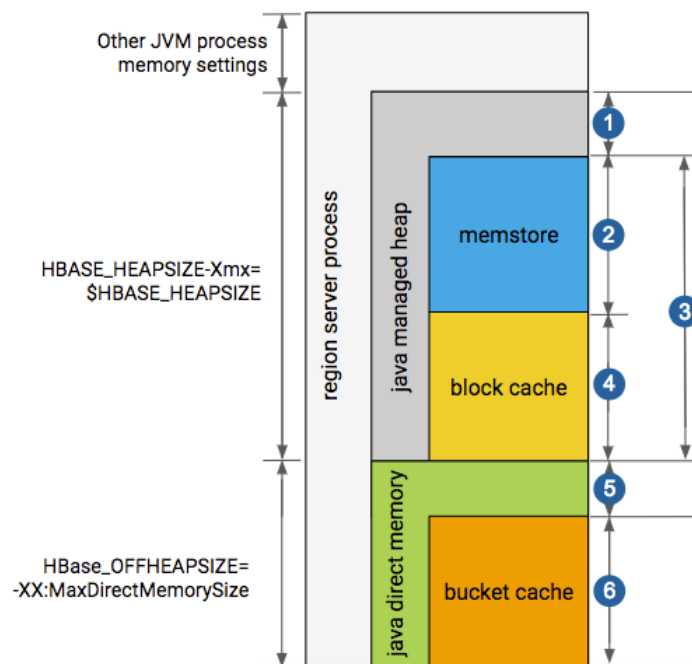 Other JVM process
memory settings
1
memstore
2
HBASE_HEAPSIZE-Xmx=
$HBASE_HEAPSIZE
region server process
java managed heap
3
block cache
4
5
HBase_OFFHEAPSIZE=
-XX:MaxDirectMemorySize
java direct memory
bucket cache
6